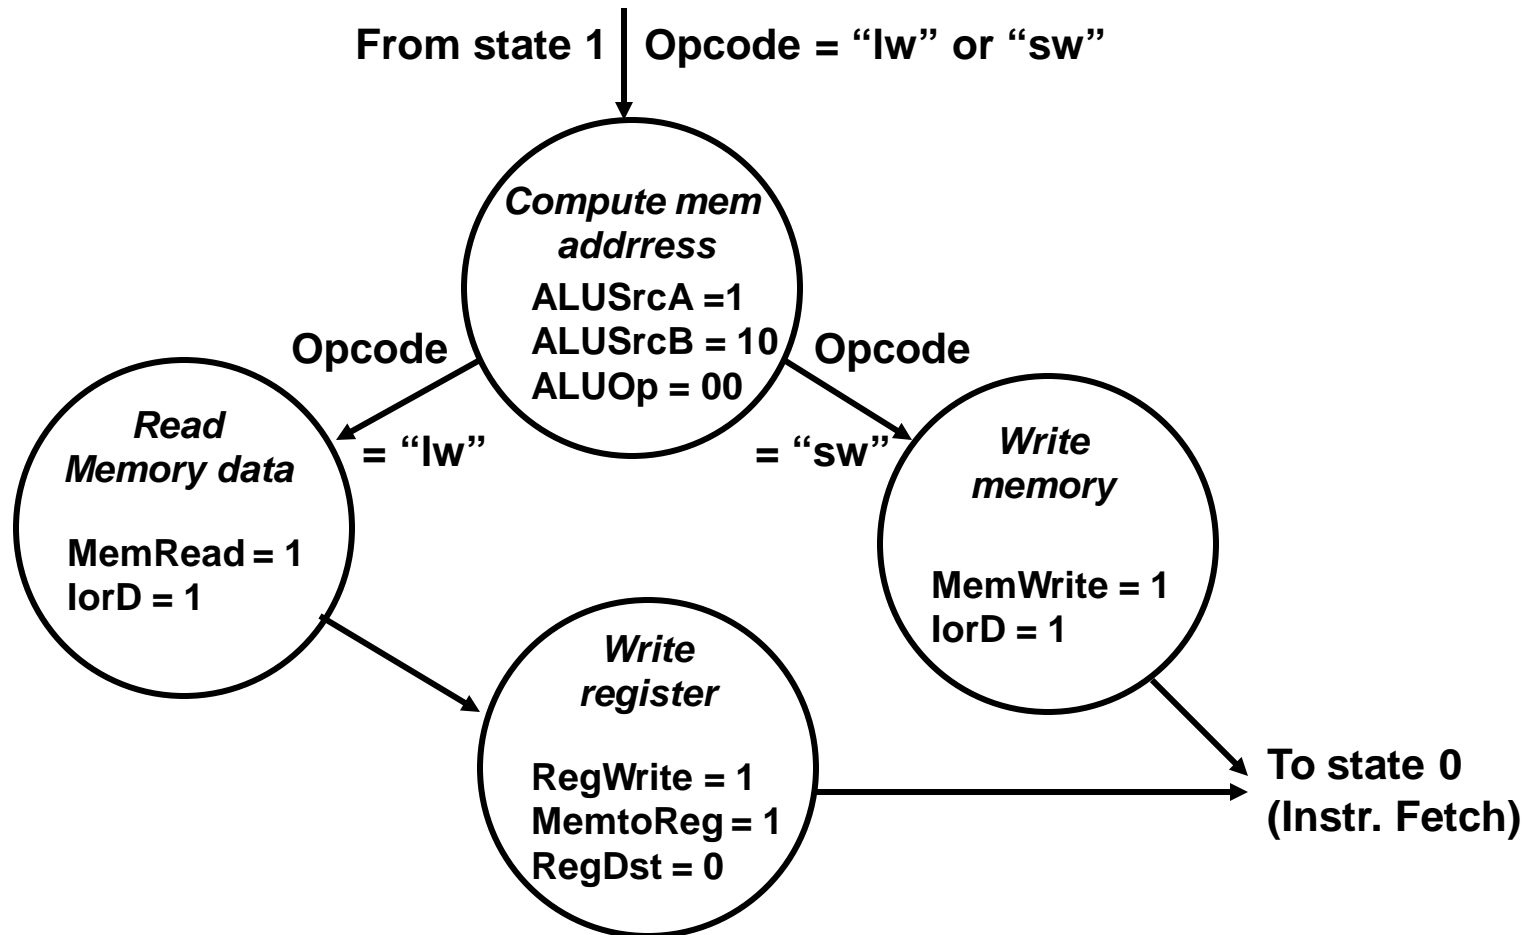 From state 1
Opcode = “lw” or “sw”
Compute mem
addrress
ALUSrcA =1
ALUSrcB = 10
ALUOp = 00
Opcode
= “lw”
Opcode
= “sw”
Read
Memory data
MemRead = 1
IorD = 1
Write
memory
MemWrite = 1
IorD = 1
Write
register
RegWrite = 1
MemtoReg = 1
RegDst = 0
To state 0
(Instr. Fetch)